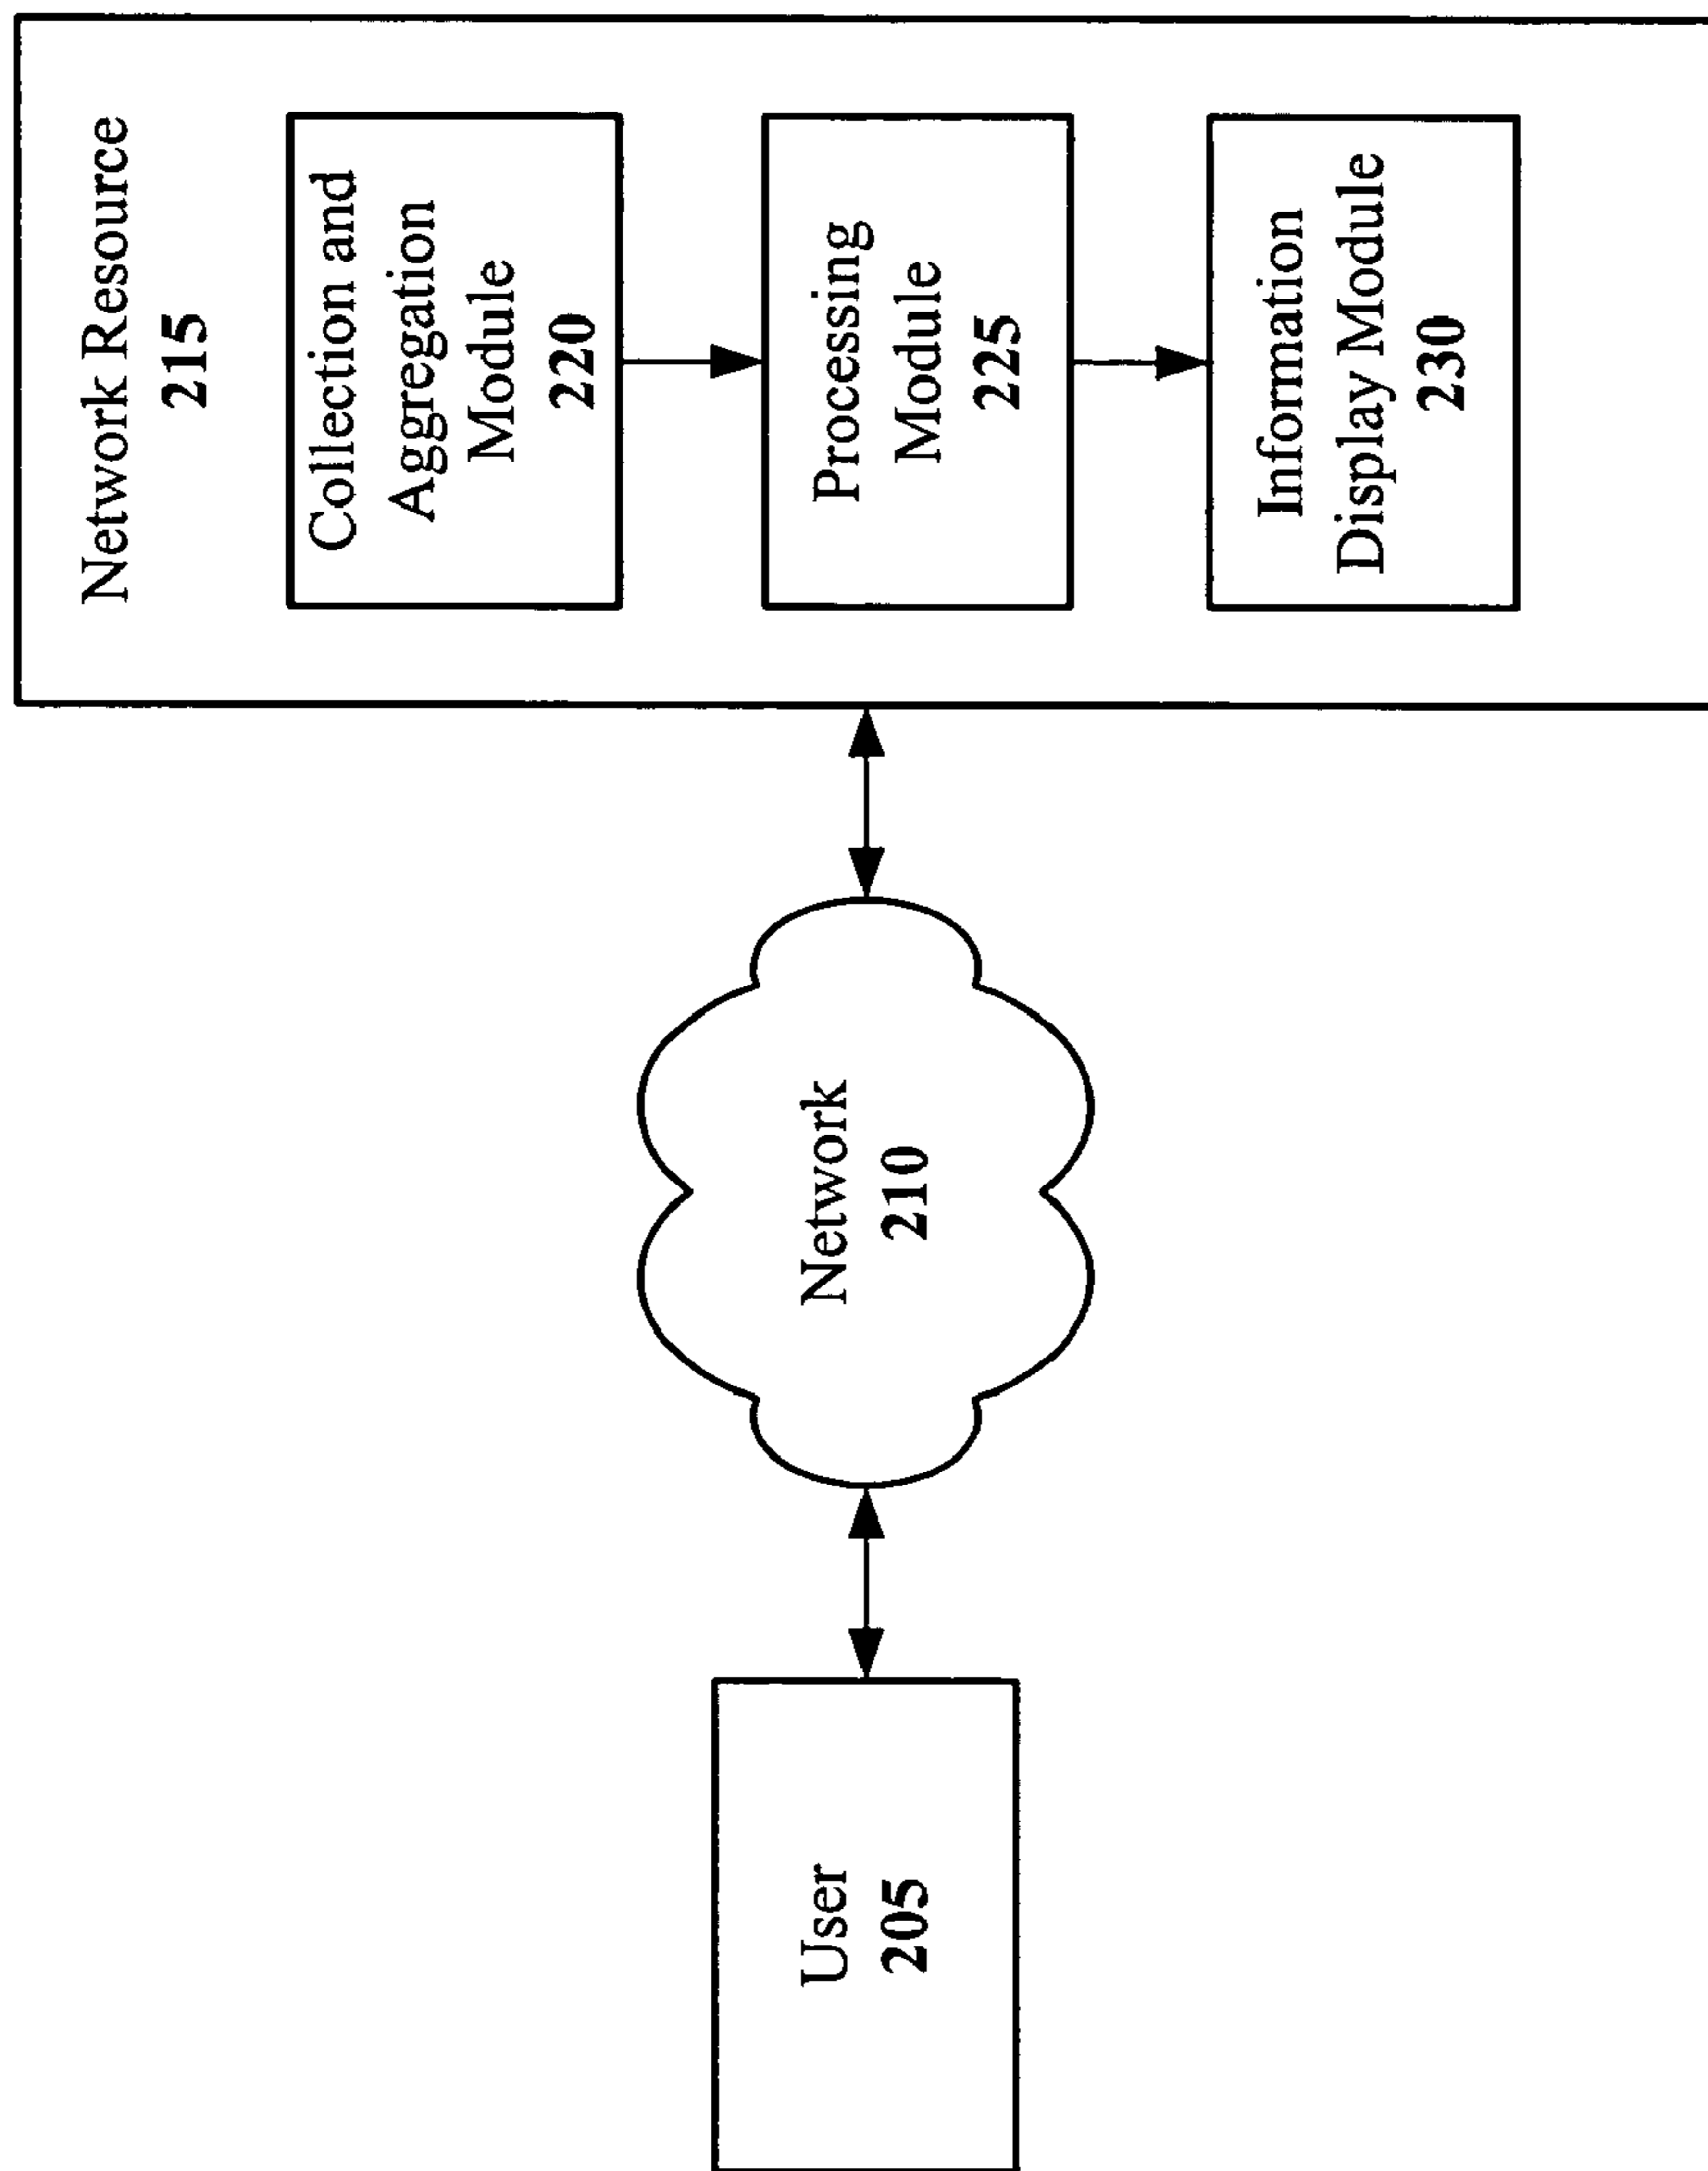 User
205
Network
210
Network Resource
215
Collection and
Aggregation
Module
220
Processing
Module
225
Information
Display Module
230